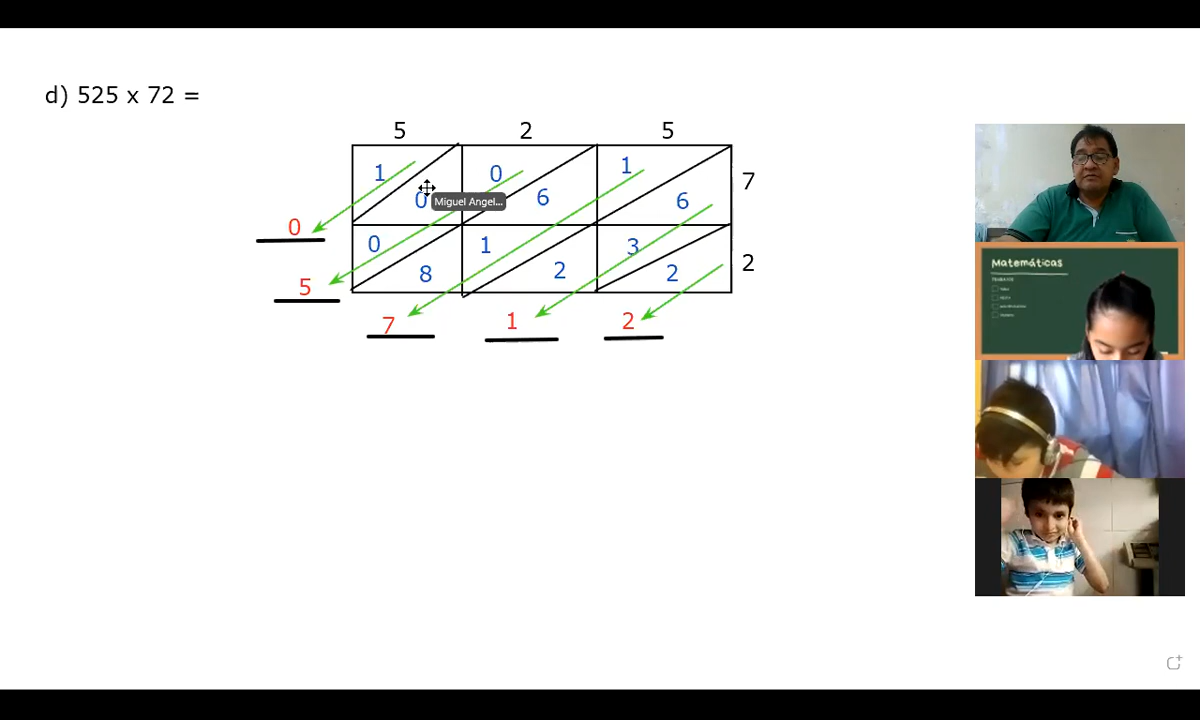 d) 525 x 72 =
5 2 5
1 0 0 6 1 6 7
Miguel Angel...
0 8 1 2 3 2 2
0
5
7 1 2
Matemáticas